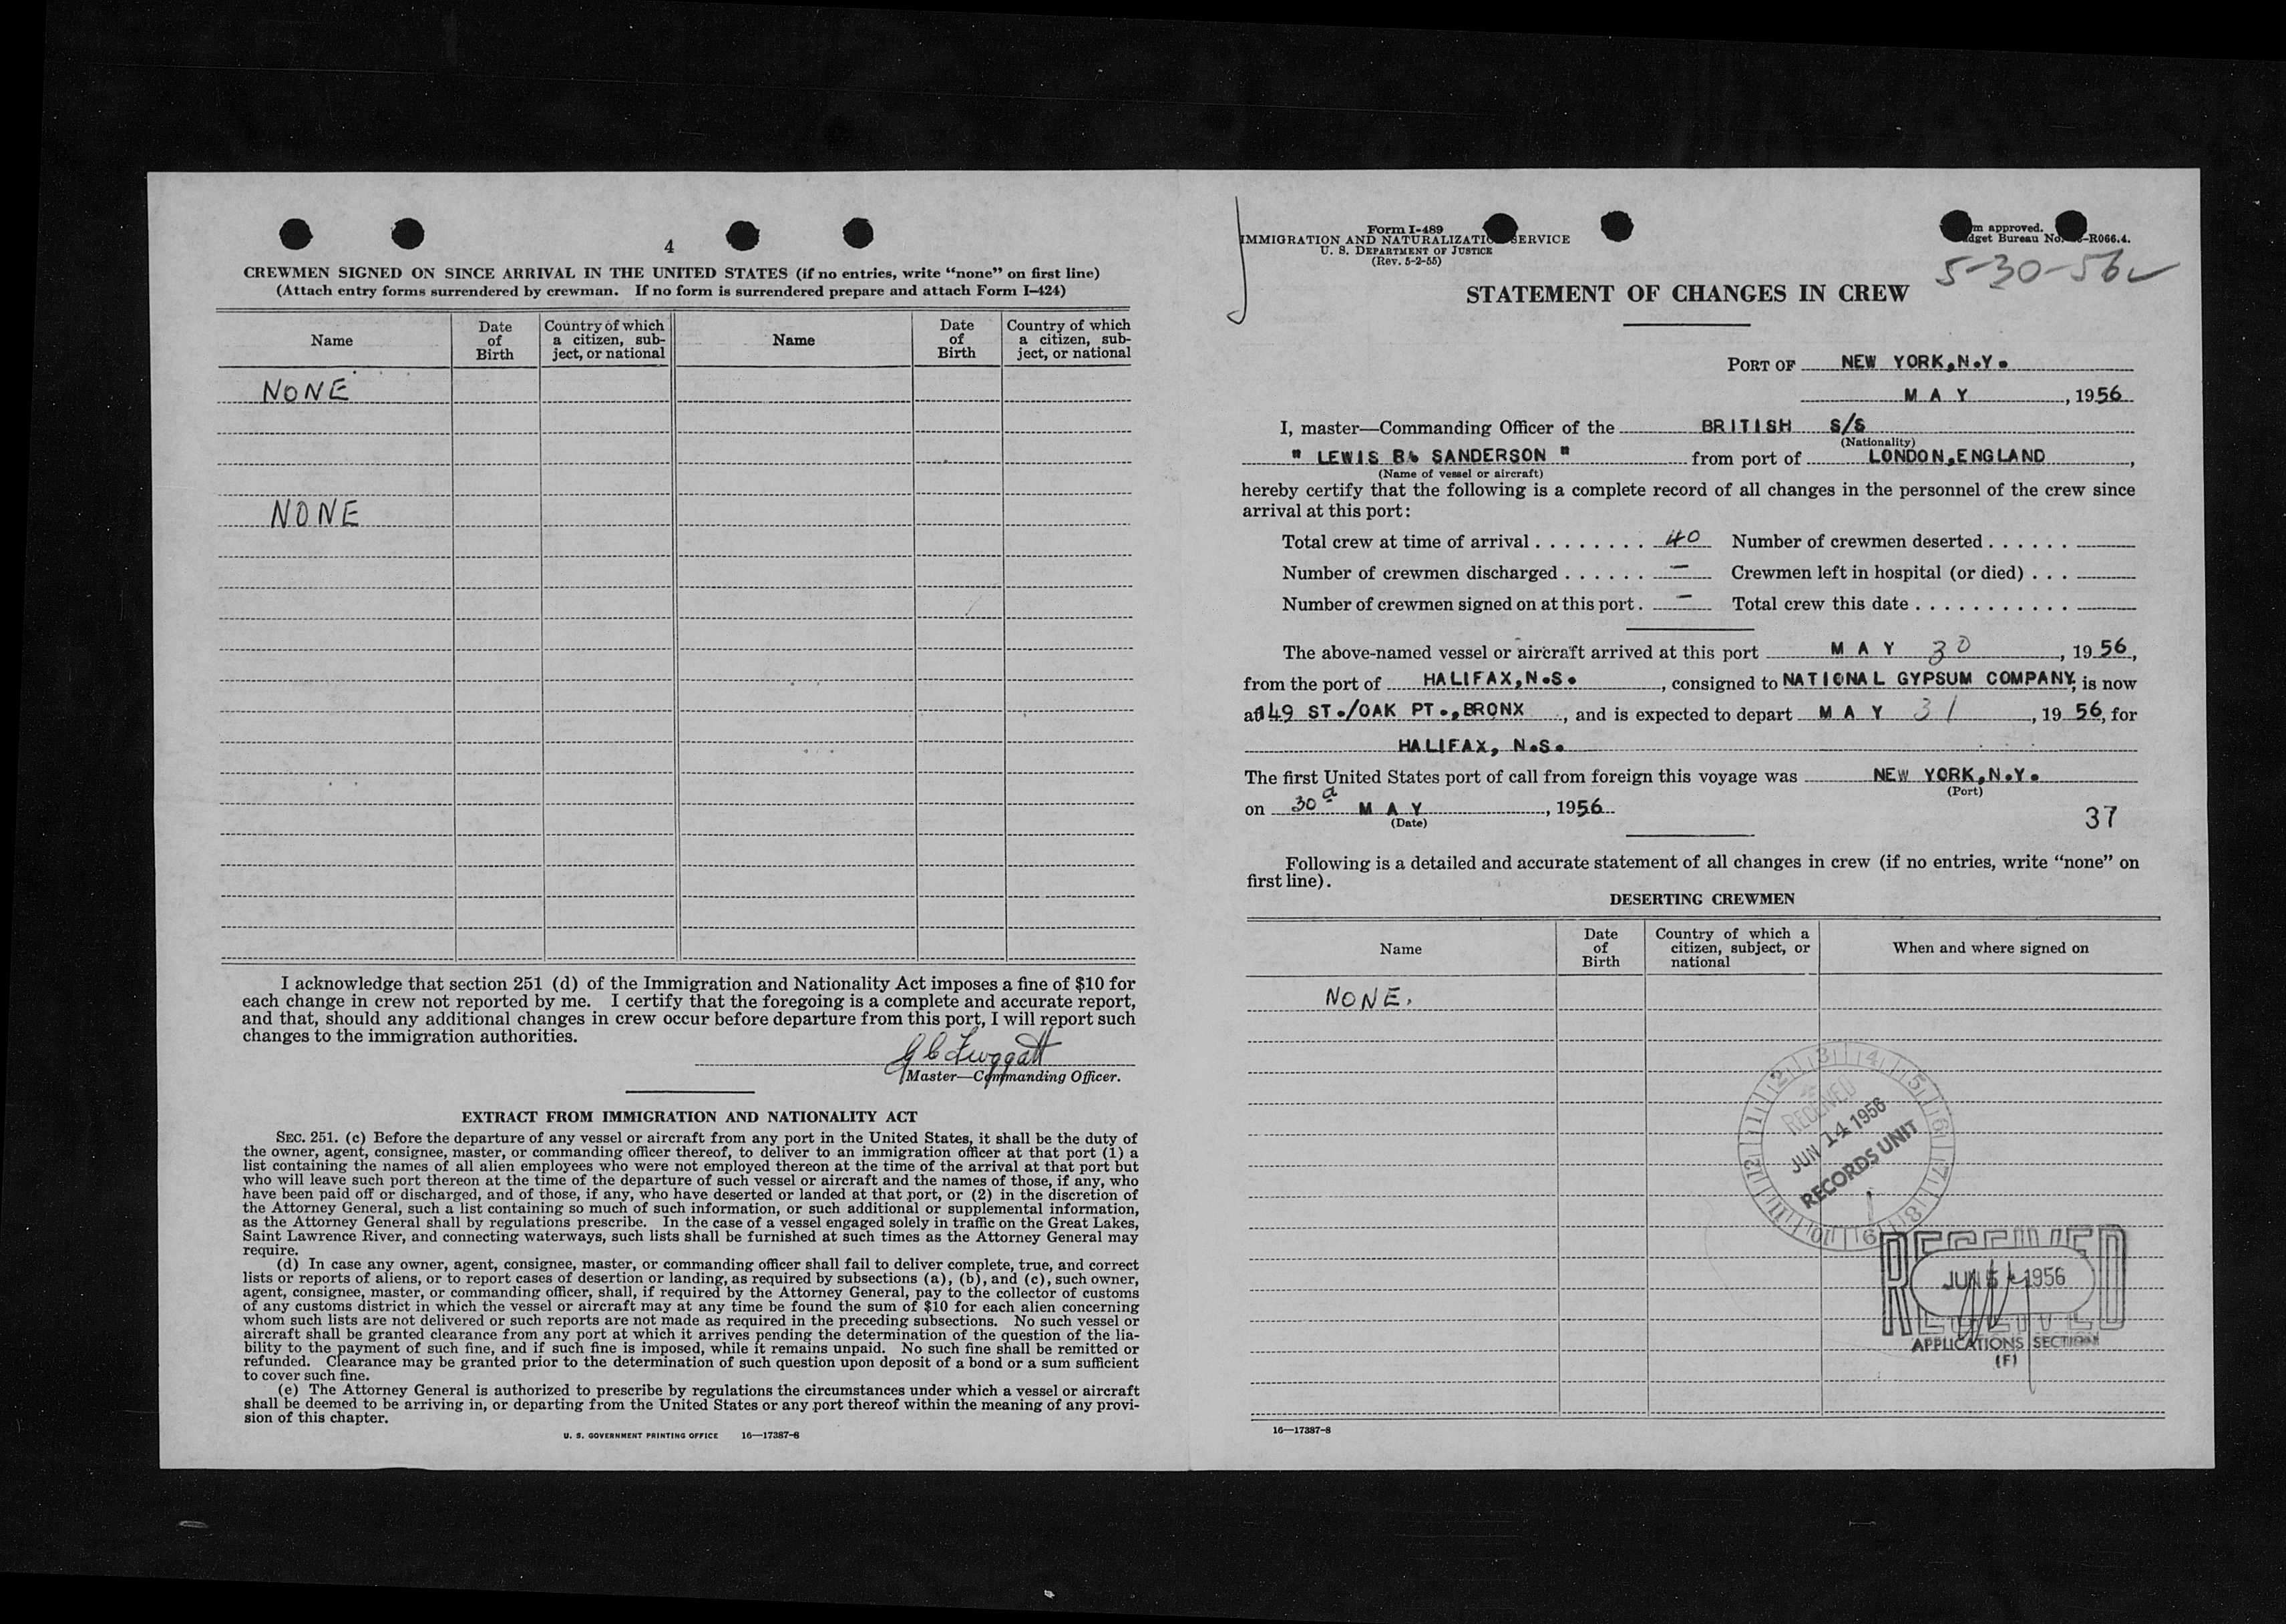 4
CREWMEN SIGNED ON SINCE ARRIVAL IN THE UNITED STATES (if no entries, write "none" on first line)
(Attach entry forms surrendered by crewman. If no form is surrendered prepare and attach Form I-424)
Name
Date of Birth
Country of which a citizen, sub-
ject, or national
Name
Date of Birth
Country of which a citizen, sub-
ject, or national
NONE
NONE
I acknowledge that section 251 (d) of the Immigration and Nationality Act imposes a fine of $10 for
each change in crew not reported by me. I certify that the foregoing is a complete and accurate report,
and that, should any additional changes in crew occur before departure from this port, I will report such
changes to the immigration authorities.
Master—Commanding Officer.
EXTRACT FROM IMMIGRATION AND NATIONALITY ACT
SEC. 251. (c) Before the departure of any vessel or aircraft from any port in the United States, it shall be the duty of
the owner, agent, consignee, master, or commanding officer thereof, to deliver to an immigration officer at that port (1) a
list containing the names of all alien employees who were not employed thereon at the time of the arrival at that port but
who will leave such port thereon at the time of the departure of such vessel or aircraft and the names of those, if any, who
have been paid off or discharged, and of those, if any, who have deserted or landed at that port, or (2) in the discretion of
the Attorney General, such a list containing so much of such information, or such additional or supplemental information,
as the Attorney General shall by regulations prescribe. In the case of a vessel engaged solely in traffic on the Great Lakes,
Saint Lawrence River, and connecting waterways, such lists shall be furnished at such times as the Attorney General may
require.
(d) In case any owner, agent, consignee, master, or commanding officer shall fail to deliver complete, true, and correct
lists or reports of aliens, or to report cases of desertion or landing, as required by subsections (a), (b), and (c), such owner,
agent, consignee, master, or commanding officer, shall, if required by the Attorney General, pay to the collector of customs
of any customs district in which the vessel or aircraft may at any time be found the sum of $10 for each alien concerning
whom such lists are not delivered or such reports are not made as required in the preceding subsections. No such vessel or
aircraft shall be granted clearance from any port at which it arrives pending the determination of the question of the lia-
bility to the payment of such fine, and if such fine is imposed, while it remains unpaid. No such fine shall be remitted or
refunded. Clearance may be granted prior to the determination of such question upon deposit of a bond or a sum sufficient
to cover such fine.
(e) The Attorney General is authorized to prescribe by regulations the circumstances under which a vessel or aircraft
shall be deemed to be arriving in, or departing from the United States or any port thereof within the meaning of any provi-
sion of this chapter.
U. S. GOVERNMENT PRINTING OFFICE 16—17387-8
Form I-489
IMMIGRATION AND NATURALIZATION SERVICE
U. S. DEPARTMENT OF JUSTICE
(Rev. 5-2-55)
approved.
Bureau No. -R066.4.
5-30-56
STATEMENT OF CHANGES IN CREW
PORT OF NEW YORK,N.Y.
MAY , 1956
I, master—Commanding Officer of the BRITISH S/S
(Nationality)
" LEWIS B. SANDERSON " from port of LONDON,ENGLAND ,
(Name of vessel or aircraft)
hereby certify that the following is a complete record of all changes in the personnel of the crew since
arrival at this port:
Total crew at time of arrival . . . . . . . . 40 Number of crewmen deserted . . . . . .
Number of crewmen discharged . . . . . . — Crewmen left in hospital (or died) . . .
Number of crewmen signed on at this port . — Total crew this date . . . . . . . . . . .
The above-named vessel or aircraft arrived at this port MAY 30 , 19 56,
from the port of HALIFAX,N.S. , consigned to NATIONAL GYPSUM COMPANY, is now
at 149 ST./OAK PT.,BRONX , and is expected to depart MAY 31 , 19 56, for
HALIFAX, N.S.
The first United States port of call from foreign this voyage was NEW YORK,N.Y.
(Port)
on 30 a MAY , 1956
(Date)
37
Following is a detailed and accurate statement of all changes in crew (if no entries, write "none" on
first line).
DESERTING CREWMEN
Name
Date of Birth
Country of which a citizen, subject, or national
When and where signed on
NONE.
1 2 3 4 5 6 7 8 9 10 11 12
RECEIVED
JUN 14 1956
RECORDS UNIT
RECEIVED
JUN 5 1956
RECEIVED
APPLICATIONS SECTION
(F)
16—17387-8